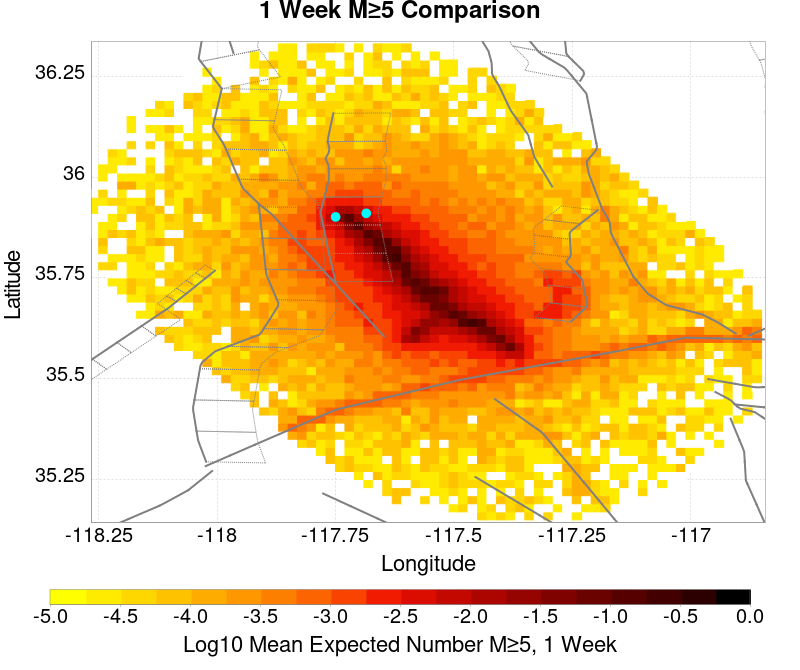 1 Week M≥5 Comparison
36.25
36
35.75
35.5
35.25
Latitude
-118.25 -118 -117.75 -117.5 -117.25 -117
Longitude
-5.0 -4.5 -4.0 -3.5 -3.0 -2.5 -2.0 -1.5 -1.0 -0.5 0.0
Log10 Mean Expected Number M≥5, 1 Week